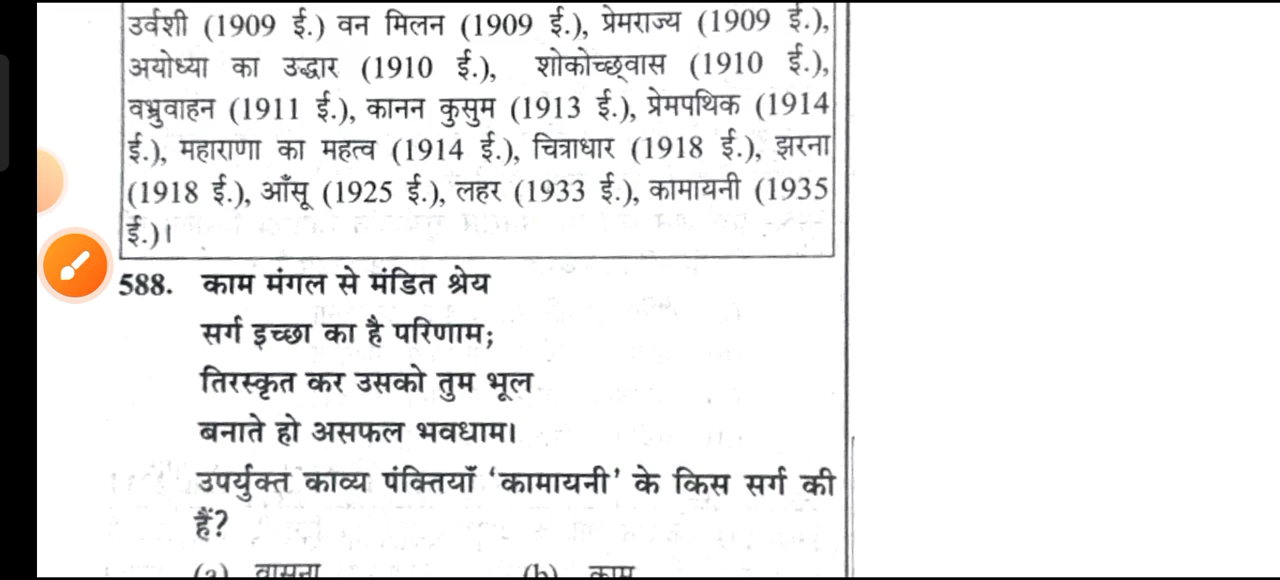 उर्वशी (1909 ई.) वन मिलन (1909 ई.), प्रेमराज्य (1909 ई.),
अयोध्या का उद्धार (1910 ई.), शोकोच्छ्वास (1910 ई.),
वभ्रुवाहन (1911 ई.), कानन कुसुम (1913 ई.), प्रेमपथिक (1914
ई.), महाराणा का महत्व (1914 ई.), चित्राधार (1918 ई.), झरना
(1918 ई.), आँसू (1925 ई.), लहर (1933 ई.), कामायनी (1935
ई.)।
588. काम मंगल से मंडित श्रेय
सर्ग इच्छा का है परिणाम;
तिरस्कृत कर उसको तुम भूल
बनाते हो असफल भवधाम।
उपर्युक्त काव्य पंक्तियाँ ‘कामायनी’ के किस सर्ग की
हैं?
(a) वासना (b) काम